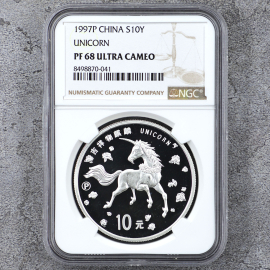 1997P CHINA S10Y
UNICORN
PF 68 ULTRA CAMEO
8498870-041
NUMISMATIC GUARANTY COMPANY
NGC
UNICORN
P
10元